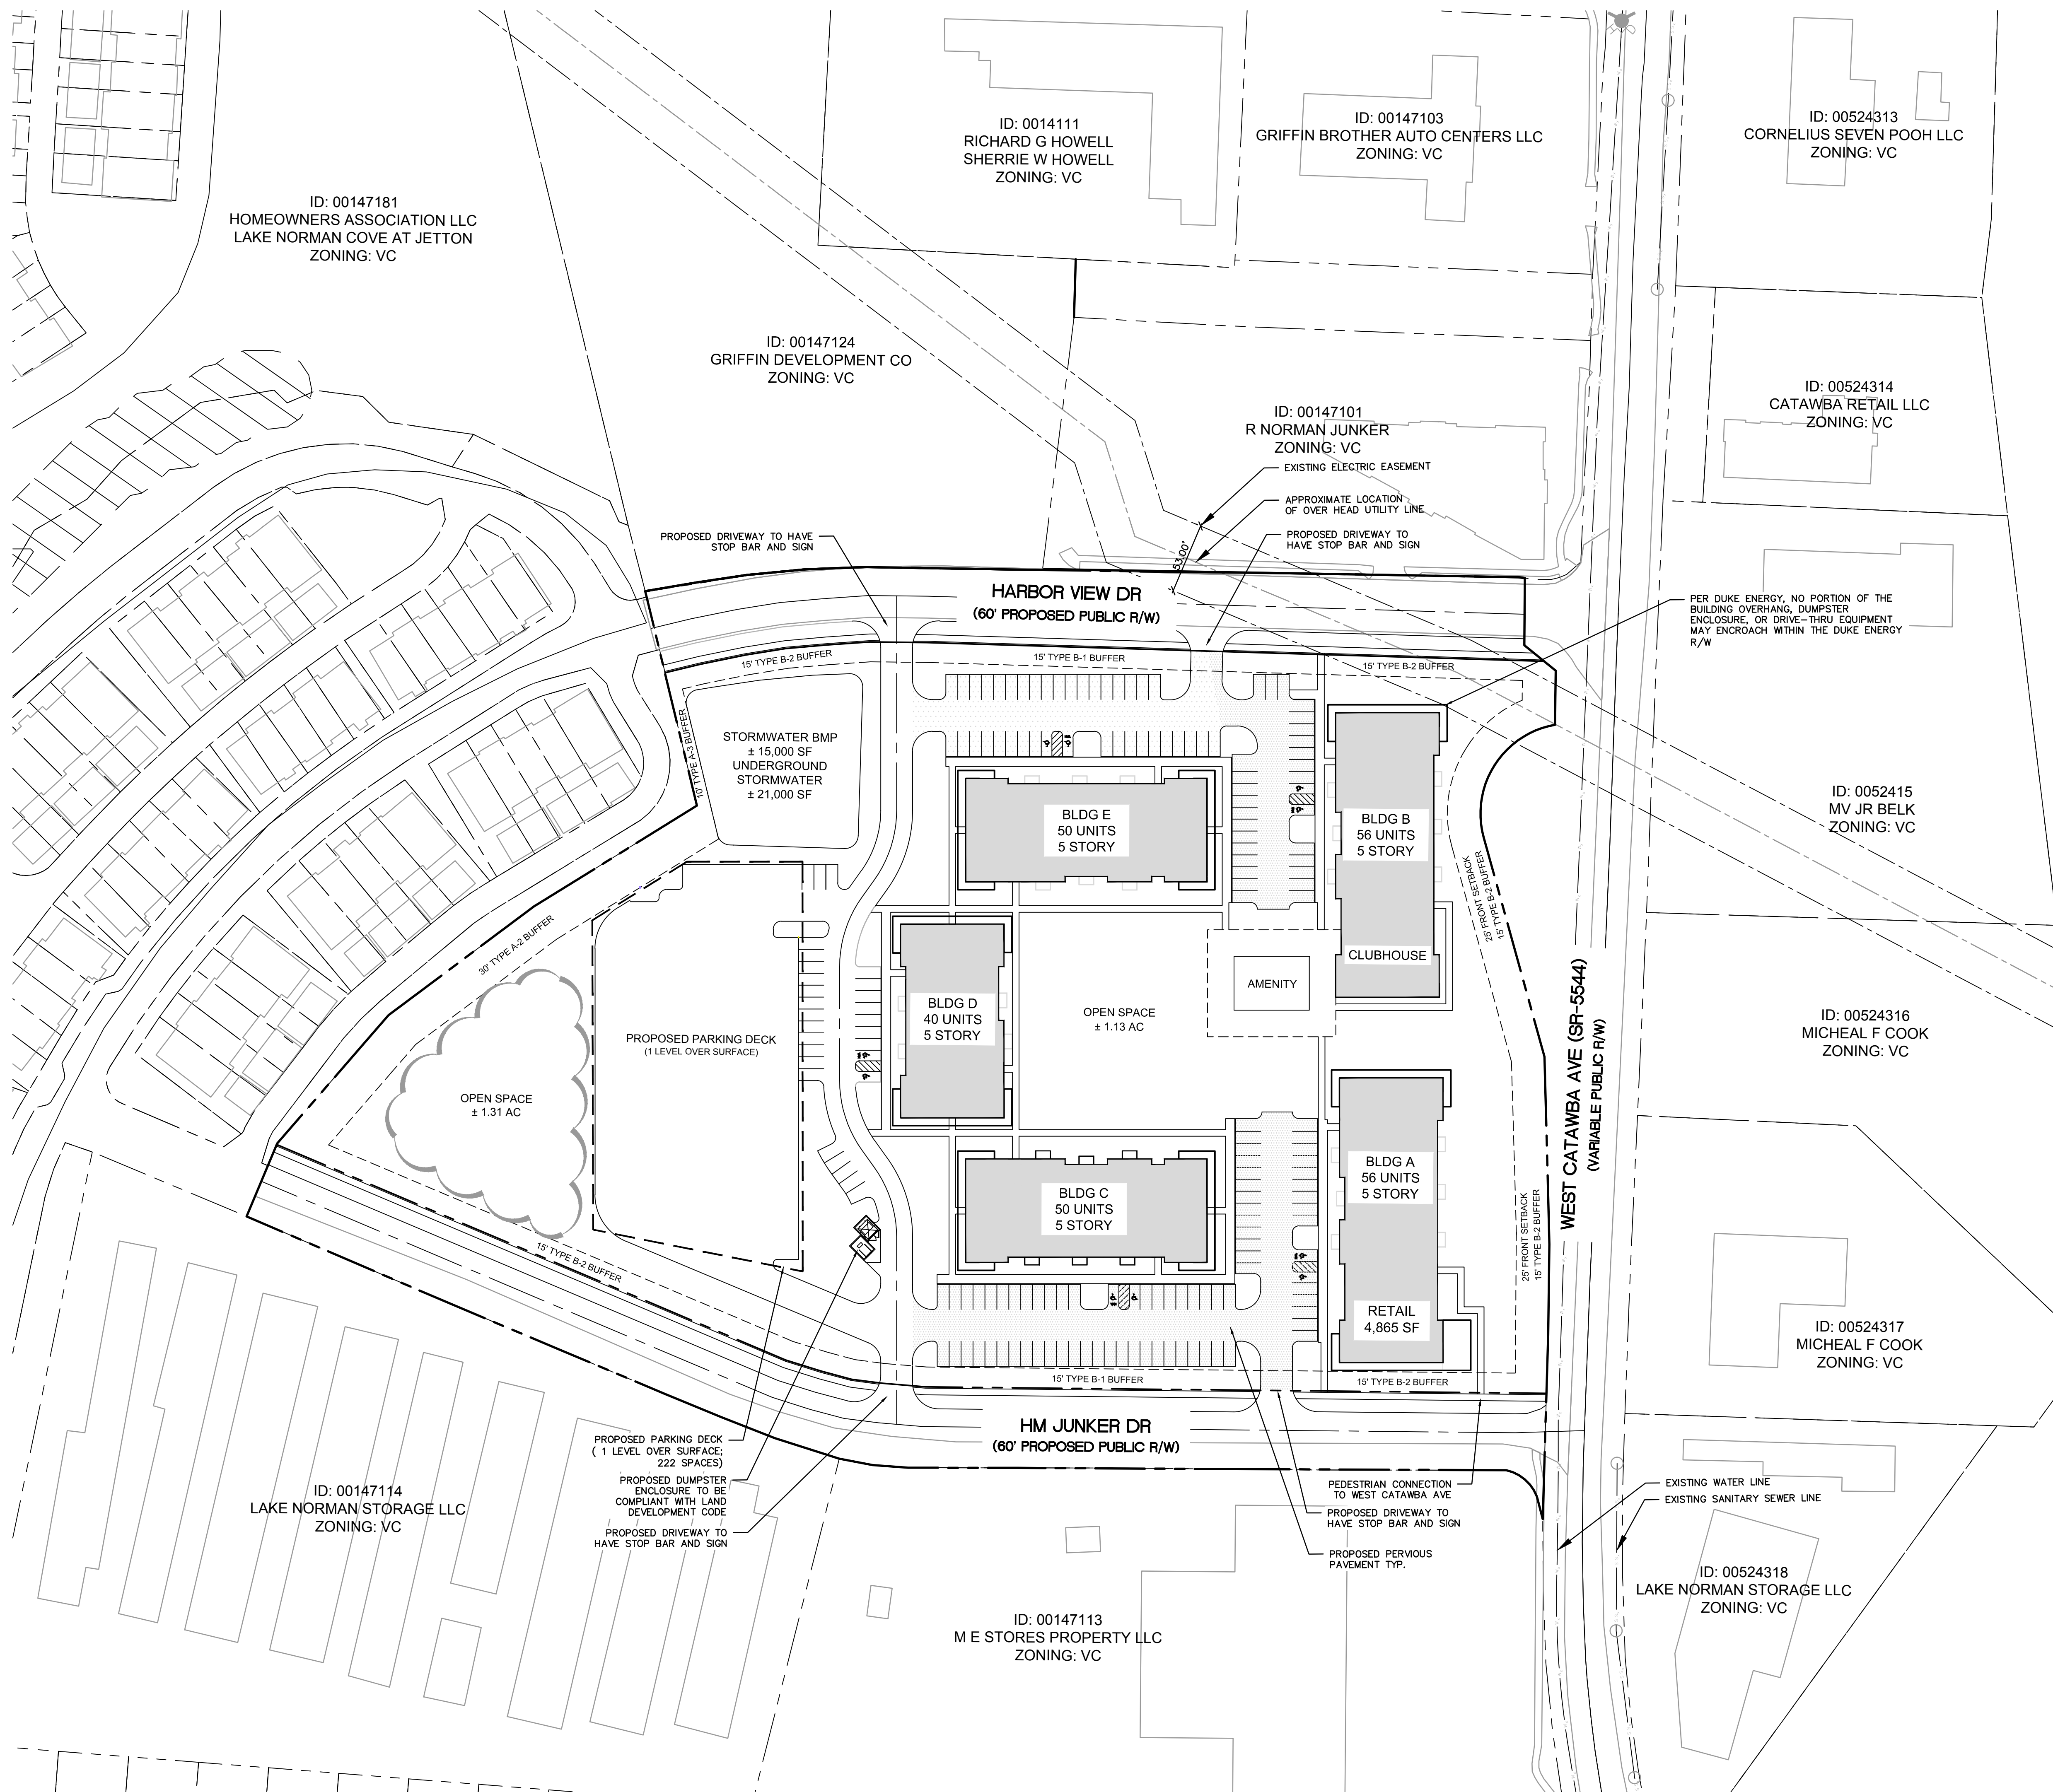 ID: 0014111
RICHARD G HOWELL
SHERRIE W HOWELL
ZONING: VC
ID: 00147103
GRIFFIN BROTHER AUTO CENTERS LLC
ZONING: VC
ID: 00524313
CORNELIUS SEVEN POOH LLC
ZONING: VC
ID: 00147181
HOMEOWNERS ASSOCIATION LLC
LAKE NORMAN COVE AT JETTON
ZONING: VC
ID: 00147124
GRIFFIN DEVELOPMENT CO
ZONING: VC
ID: 00147101
R NORMAN JUNKER
ZONING: VC
ID: 00524314
CATAWBA RETAIL LLC
ZONING: VC
EXISTING ELECTRIC EASEMENT
APPROXIMATE LOCATION
OF OVER HEAD UTILITY LINE
PROPOSED DRIVEWAY TO
HAVE STOP BAR AND SIGN
PROPOSED DRIVEWAY TO HAVE
STOP BAR AND SIGN
53.00'
HARBOR VIEW DR
(60' PROPOSED PUBLIC R/W)
PER DUKE ENERGY, NO PORTION OF THE
BUILDING OVERHANG, DUMPSTER
ENCLOSURE, OR DRIVE-THRU EQUIPMENT
MAY ENCROACH WITHIN THE DUKE ENERGY
R/W
15' TYPE B-2 BUFFER
15' TYPE B-1 BUFFER
15' TYPE B-2 BUFFER
10' TYPE A-3 BUFFER
STORMWATER BMP
± 15,000 SF
UNDERGROUND
STORMWATER
± 21,000 SF
BLDG E
50 UNITS
5 STORY
BLDG B
56 UNITS
5 STORY
CLUBHOUSE
25' FRONT SETBACK
15' TYPE B-2 BUFFER
ID: 0052415
MV JR BELK
ZONING: VC
30' TYPE A-2 BUFFER
BLDG D
40 UNITS
5 STORY
OPEN SPACE
± 1.13 AC
AMENITY
PROPOSED PARKING DECK
(1 LEVEL OVER SURFACE)
OPEN SPACE
± 1.31 AC
WEST CATAWBA AVE (SR-5544)
(VARIABLE PUBLIC R/W)
ID: 00524316
MICHEAL F COOK
ZONING: VC
BLDG C
50 UNITS
5 STORY
BLDG A
56 UNITS
5 STORY
RETAIL
4,865 SF
25' FRONT SETBACK
15' TYPE B-2 BUFFER
15' TYPE B-2 BUFFER
ID: 00524317
MICHEAL F COOK
ZONING: VC
15' TYPE B-1 BUFFER
15' TYPE B-2 BUFFER
HM JUNKER DR
(60' PROPOSED PUBLIC R/W)
PROPOSED PARKING DECK
( 1 LEVEL OVER SURFACE;
222 SPACES)
PROPOSED DUMPSTER
ENCLOSURE TO BE
COMPLIANT WITH LAND
DEVELOPMENT CODE
PROPOSED DRIVEWAY TO
HAVE STOP BAR AND SIGN
PEDESTRIAN CONNECTION
TO WEST CATAWBA AVE
PROPOSED DRIVEWAY TO
HAVE STOP BAR AND SIGN
PROPOSED PERVIOUS
PAVEMENT TYP.
EXISTING WATER LINE
EXISTING SANITARY SEWER LINE
ID: 00147114
LAKE NORMAN STORAGE LLC
ZONING: VC
ID: 00524318
LAKE NORMAN STORAGE LLC
ZONING: VC
ID: 00147113
M E STORES PROPERTY LLC
ZONING: VC